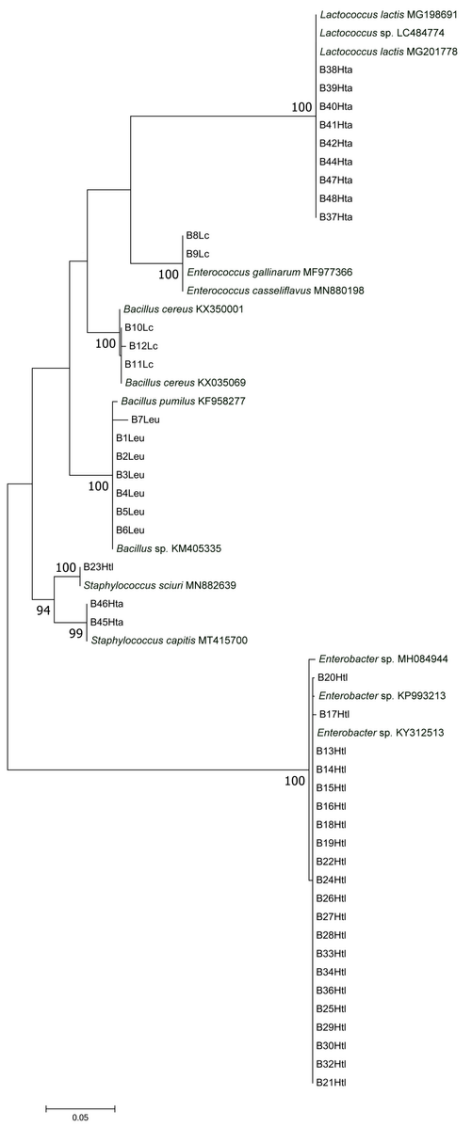 Lactococcus lactis MG198691
Lactococcus sp. LC484774
Lactococcus lactis MG201778
B38Hta
B39Hta
100
B40Hta
B41Hta
B42Hta
B44Hta
B47Hta
B48Hta
B37Hta
B8Lc
B9Lc
100
Enterococcus gallinarum MF977366
Enterococcus casseliflavus MN880198
Bacillus cereus KX350001
B10Lc
100
B12Lc
B11Lc
Bacillus cereus KX035069
Bacillus pumilus KF958277
B7Leu
B1Leu
B2Leu
B3Leu
100
B4Leu
B5Leu
B6Leu
Bacillus sp. KM405335
100
B23Htl
Staphylococcus sciuri MN882639
94
B46Hta
B45Hta
99
Staphylococcus capitis MT415700
Enterobacter sp. MH084944
B20Htl
Enterobacter sp. KP993213
B17Htl
Enterobacter sp. KY312513
B13Htl
B14Htl
100
B15Htl
B16Htl
B18Htl
B19Htl
B22Htl
B24Htl
B26Htl
B27Htl
B28Htl
B33Htl
B34Htl
B36Htl
B25Htl
B29Htl
B30Htl
B32Htl
B21Htl
0.05